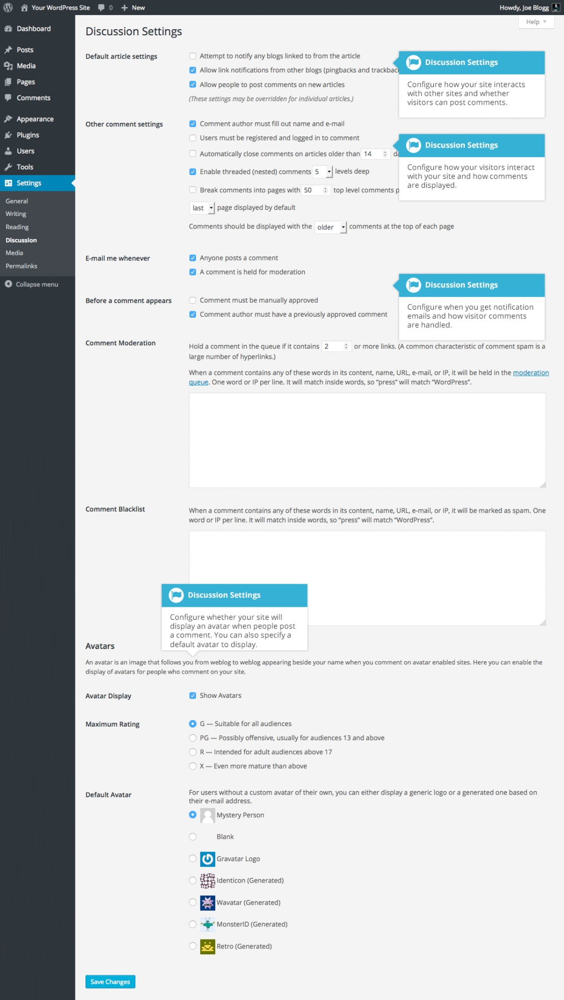 Your WordPress Site 0 New Howdy, Joe Blogg
Help
Dashboard
Posts
Media
Pages
Comments
Appearance
Plugins
Users
Tools
Settings
General
Writing
Reading
Discussion
Media
Permalinks
Collapse menu
Discussion Settings
Default article settings
Attempt to notify any blogs linked to from the article
Allow link notifications from other blogs (pingbacks and trackback
Allow people to post comments on new articles
(These settings may be overridden for individual articles.)
Discussion Settings
Configure how your site interacts
with other sites and whether
visitors can post comments.
Other comment settings
Comment author must fill out name and e-mail
Users must be registered and logged in to comment
Automatically close comments on articles older than 14 da
Enable threaded (nested) comments 5 levels deep
Break comments into pages with 50 top level comments p
last page displayed by default
Comments should be displayed with the older comments at the top of each page
Discussion Settings
Configure how your visitors interact
with your site and how comments
are displayed.
E-mail me whenever
Anyone posts a comment
A comment is held for moderation
Before a comment appears
Comment must be manually approved
Comment author must have a previously approved comment
Discussion Settings
Configure when you get notification
emails and how visitor comments
are handled.
Comment Moderation
Hold a comment in the queue if it contains 2 or more links. (A common characteristic of comment spam is a
large number of hyperlinks.)
When a comment contains any of these words in its content, name, URL, e-mail, or IP, it will be held in the moderation
queue. One word or IP per line. It will match inside words, so “press” will match “WordPress”.
Comment Blacklist
When a comment contains any of these words in its content, name, URL, e-mail, or IP, it will be marked as spam. One
word or IP per line. It will match inside words, so “press” will match “WordPress”.
Discussion Settings
Configure whether your site will
display an avatar when people post
a comment. You can also specify a
default avatar to display.
Avatars
An avatar is an image that follows you from weblog to weblog appearing beside your name when you comment on avatar enabled sites. Here you can enable the
display of avatars for people who comment on your site.
Avatar Display
Show Avatars
Maximum Rating
G — Suitable for all audiences
PG — Possibly offensive, usually for audiences 13 and above
R — Intended for adult audiences above 17
X — Even more mature than above
Default Avatar
For users without a custom avatar of their own, you can either display a generic logo or a generated one based on
their e-mail address.
Mystery Person
Blank
Gravatar Logo
Identicon (Generated)
Wavatar (Generated)
MonsterID (Generated)
Retro (Generated)
Save Changes